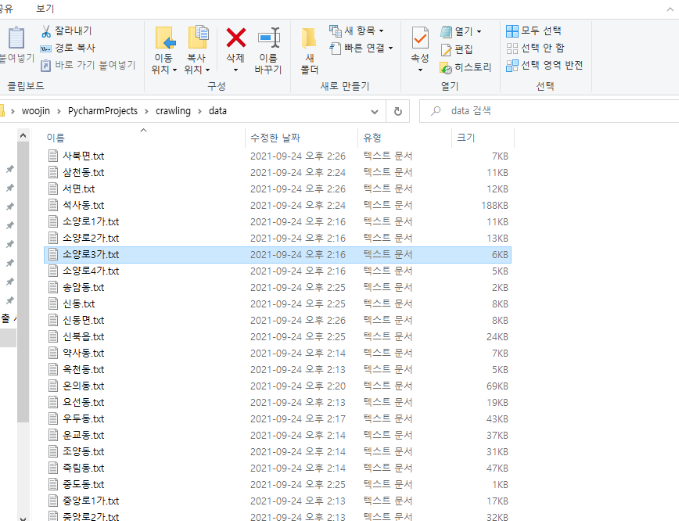 공유 보기
붙여넣기 잘라내기 경로 복사 바로 가기 붙여넣기
이동 위치 복사 위치 삭제 이름 바꾸기
새 폴더 새 항목 빠른 연결
속성 열기 편집 히스토리
모두 선택 선택 안 함 선택 영역 반전
클립보드 구성 새로 만들기 열기 선택
woojin > PycharmProjects > crawling > data data 검색
이름 수정한 날짜 유형 크기
사북면.txt 2021-09-24 오후 2:26 텍스트 문서 7KB
삼천동.txt 2021-09-24 오후 2:24 텍스트 문서 11KB
서면.txt 2021-09-24 오후 2:26 텍스트 문서 12KB
석사동.txt 2021-09-24 오후 2:24 텍스트 문서 188KB
소양로1가.txt 2021-09-24 오후 2:16 텍스트 문서 11KB
소양로2가.txt 2021-09-24 오후 2:16 텍스트 문서 13KB
소양로3가.txt 2021-09-24 오후 2:16 텍스트 문서 6KB
소양로4가.txt 2021-09-24 오후 2:16 텍스트 문서 5KB
송암동.txt 2021-09-24 오후 2:25 텍스트 문서 2KB
신동.txt 2021-09-24 오후 2:25 텍스트 문서 8KB
신동면.txt 2021-09-24 오후 2:26 텍스트 문서 8KB
신북읍.txt 2021-09-24 오후 2:25 텍스트 문서 24KB
약사동.txt 2021-09-24 오후 2:14 텍스트 문서 7KB
옥천동.txt 2021-09-24 오후 2:13 텍스트 문서 5KB
온의동.txt 2021-09-24 오후 2:20 텍스트 문서 69KB
요선동.txt 2021-09-24 오후 2:13 텍스트 문서 19KB
우두동.txt 2021-09-24 오후 2:17 텍스트 문서 43KB
운교동.txt 2021-09-24 오후 2:14 텍스트 문서 37KB
조양동.txt 2021-09-24 오후 2:14 텍스트 문서 31KB
죽림동.txt 2021-09-24 오후 2:14 텍스트 문서 47KB
중도동.txt 2021-09-24 오후 2:25 텍스트 문서 1KB
중앙로1가.txt 2021-09-24 오후 2:13 텍스트 문서 17KB
중앙로2가.txt 2021-09-24 오후 2:13 텍스트 문서 32KB